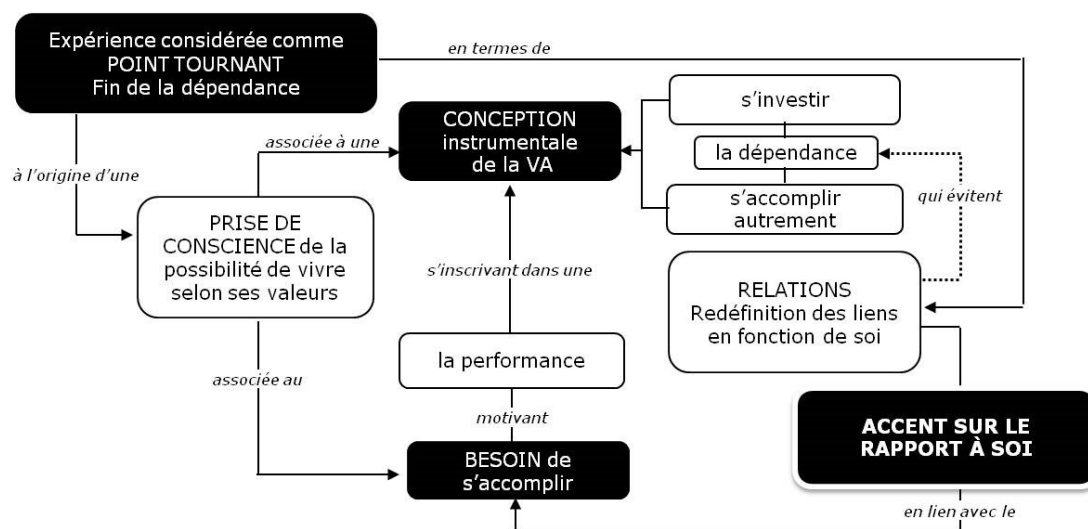 Expérience considérée comme
POINT TOURNANT
Fin de la dépendance
en termes de
CONCEPTION
instrumentale
de la VA
s'investir
la dépendance
s'accomplir
autrement
associée à une
à l'origine d'une
qui évitent
PRISE DE
CONSCIENCE de la
possibilité de vivre
selon ses valeurs
s'inscrivant dans une
RELATIONS
Redéfinition des liens
en fonction de soi
la performance
associée au
motivant
ACCENT SUR LE
RAPPORT À SOI
BESOIN de
s'accomplir
en lien avec le